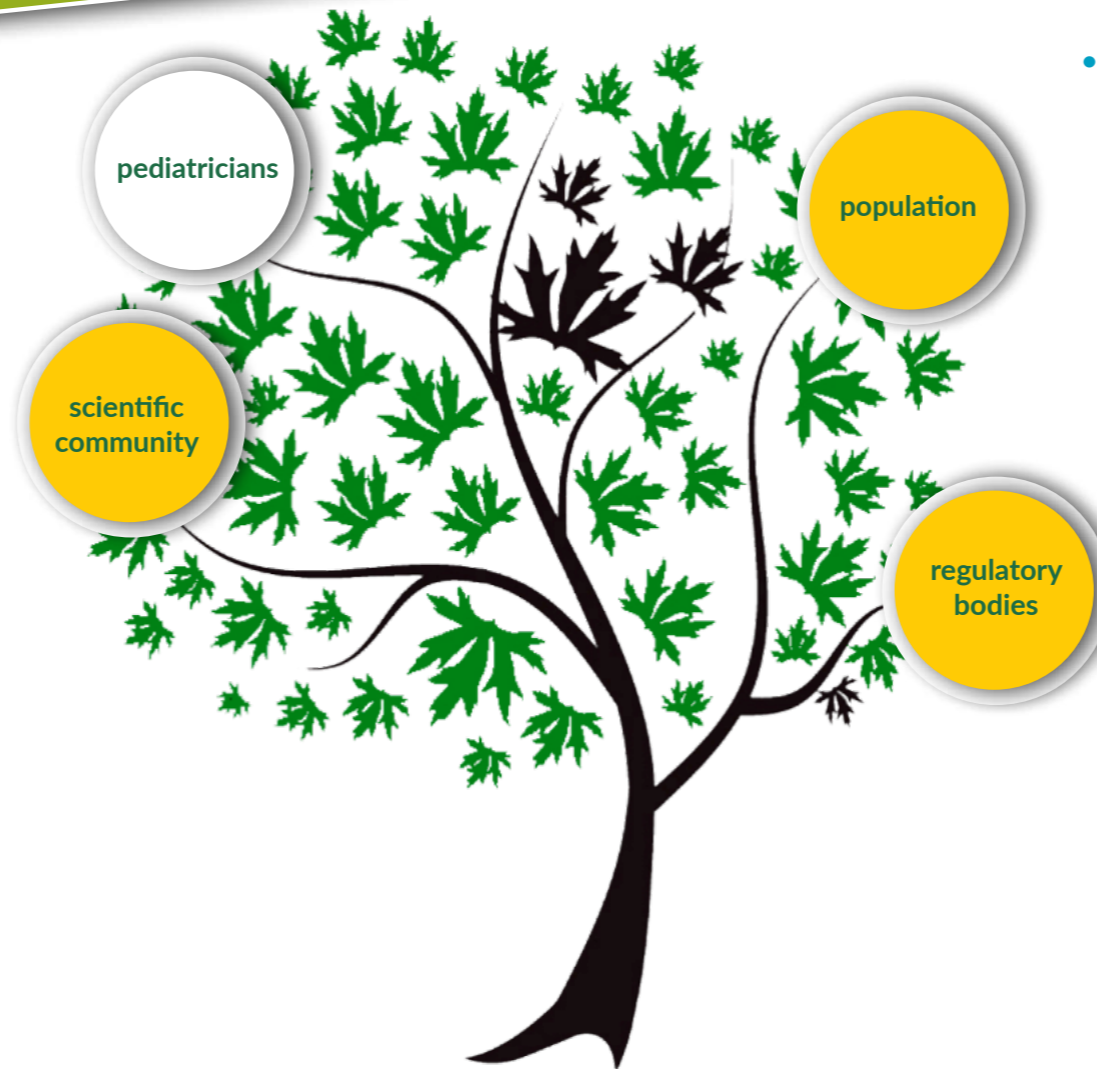 pediatricians
population
scientific
community
regulatory
bodies